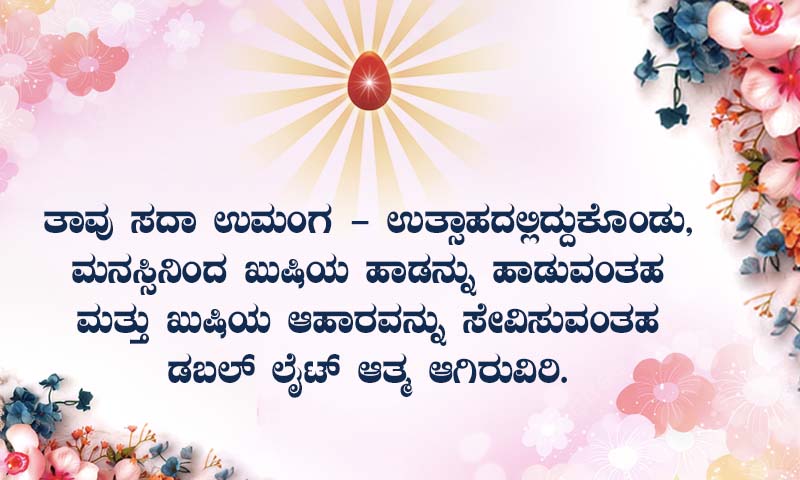 ತಾವು ಸದಾ ಉಮಂಗ – ಉತ್ಸಾಹದಲ್ಲಿದ್ದುಕೊಂಡು,
ಮನಸ್ಸಿನಿಂದ ಖುಷಿಯ ಹಾಡನ್ನು ಹಾಡುವಂತಹ
ಮತ್ತು ಖುಷಿಯ ಆಹಾರವನ್ನು ಸೇವಿಸುವಂತಹ
ಡಬಲ್ ಲೈಟ್ ಆತ್ಮ ಆಗಿರುವಿರಿ.